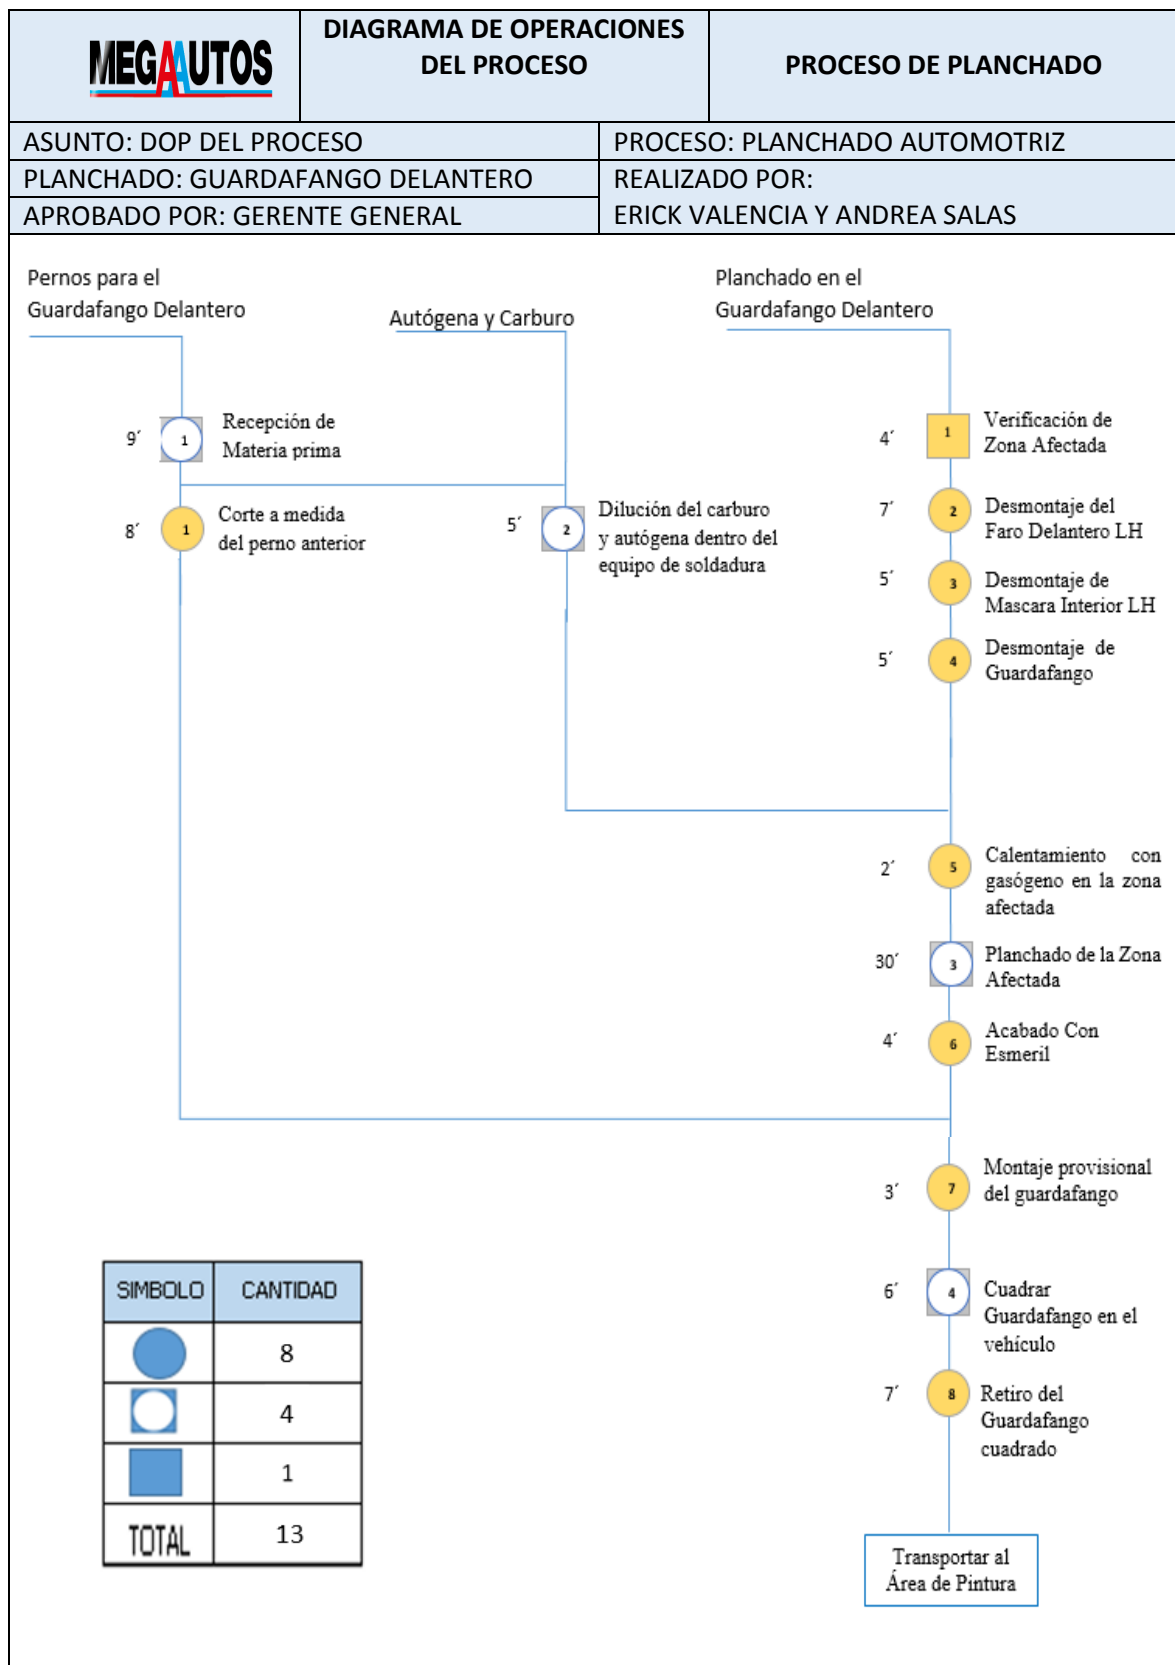 MEGAAUTOS
DIAGRAMA DE OPERACIONES
DEL PROCESO
PROCESO DE PLANCHADO
ASUNTO: DOP DEL PROCESO
PROCESO: PLANCHADO AUTOMOTRIZ
PLANCHADO: GUARDAFANGO DELANTERO
REALIZADO POR:
APROBADO POR: GERENTE GENERAL
ERICK VALENCIA Y ANDREA SALAS
Pernos para el
Guardafango Delantero
Autógena y Carburo
Planchado en el
Guardafango Delantero
9´
1
Recepción de
Materia prima
8´
1
Corte a medida
del perno anterior
5´
2
Dilución del carburo
y autógena dentro del
equipo de soldadura
4´
1
Verificación de
Zona Afectada
7´
2
Desmontaje del
Faro Delantero LH
5´
3
Desmontaje de
Mascara Interior LH
5´
4
Desmontaje de
Guardafango
2´
5
Calentamiento con
gasógeno en la zona
afectada
30´
3
Planchado de la Zona
Afectada
4´
6
Acabado Con
Esmeril
3´
7
Montaje provisional
del guardafango
6´
4
Cuadrar
Guardafango en el
vehículo
7´
8
Retiro del
Guardafango
cuadrado
Transportar al
Área de Pintura
SIMBOLO CANTIDAD
8
4
1
TOTAL 13